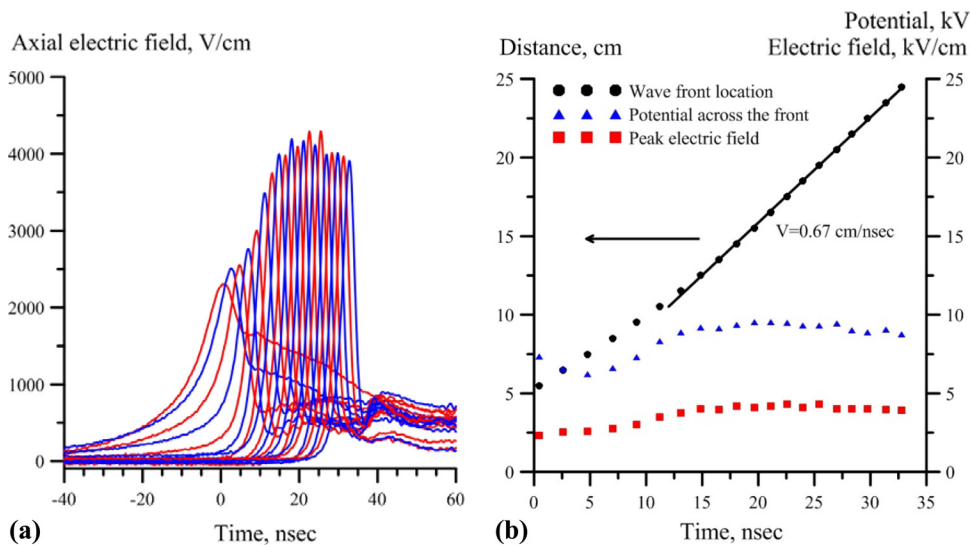 Axial electric field, V/cm
5000
4000
3000
2000
1000
0
-40
-20
0
20
40
60
Time, nsec
(a)
Potential, kV
Distance, cm
Electric field, kV/cm
25
20
15
10
5
0
25
20
15
10
5
0
Wave front location
Potential across the front
Peak electric field
V=0.67 cm/nsec
0
5
10
15
20
25
30
35
Time, nsec
(b)